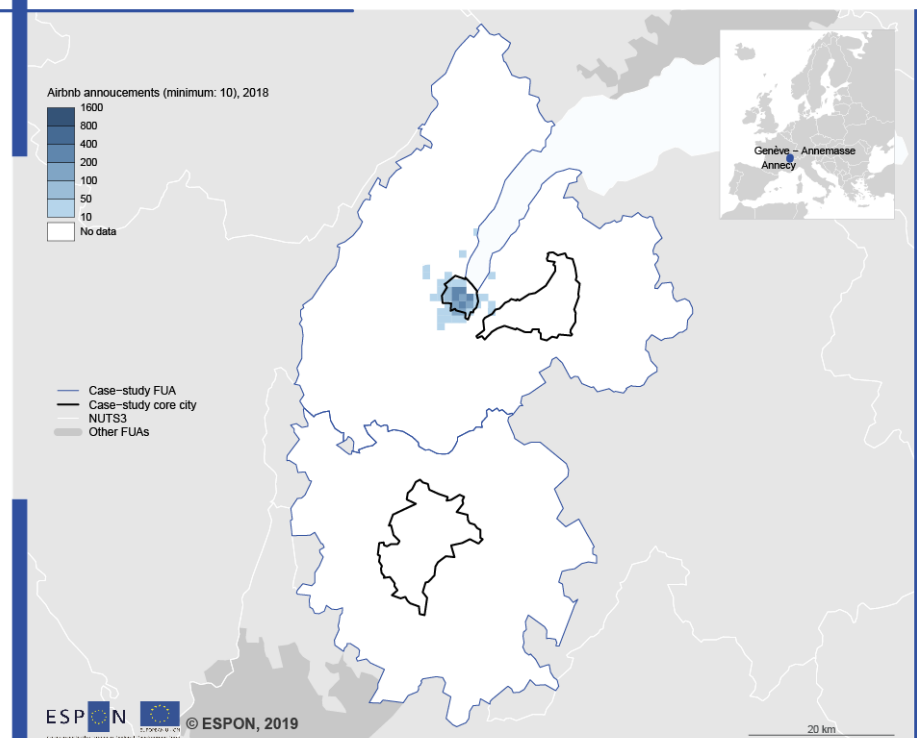 Airbnb annoucements (minimum: 10), 2018
1600
800
400
200
100
50
10
No data
Genève – Annemasse
Annecy
Case–study FUA
Case–study core city
NUTS3
Other FUAs
ESPON
© ESPON, 2019
20 km